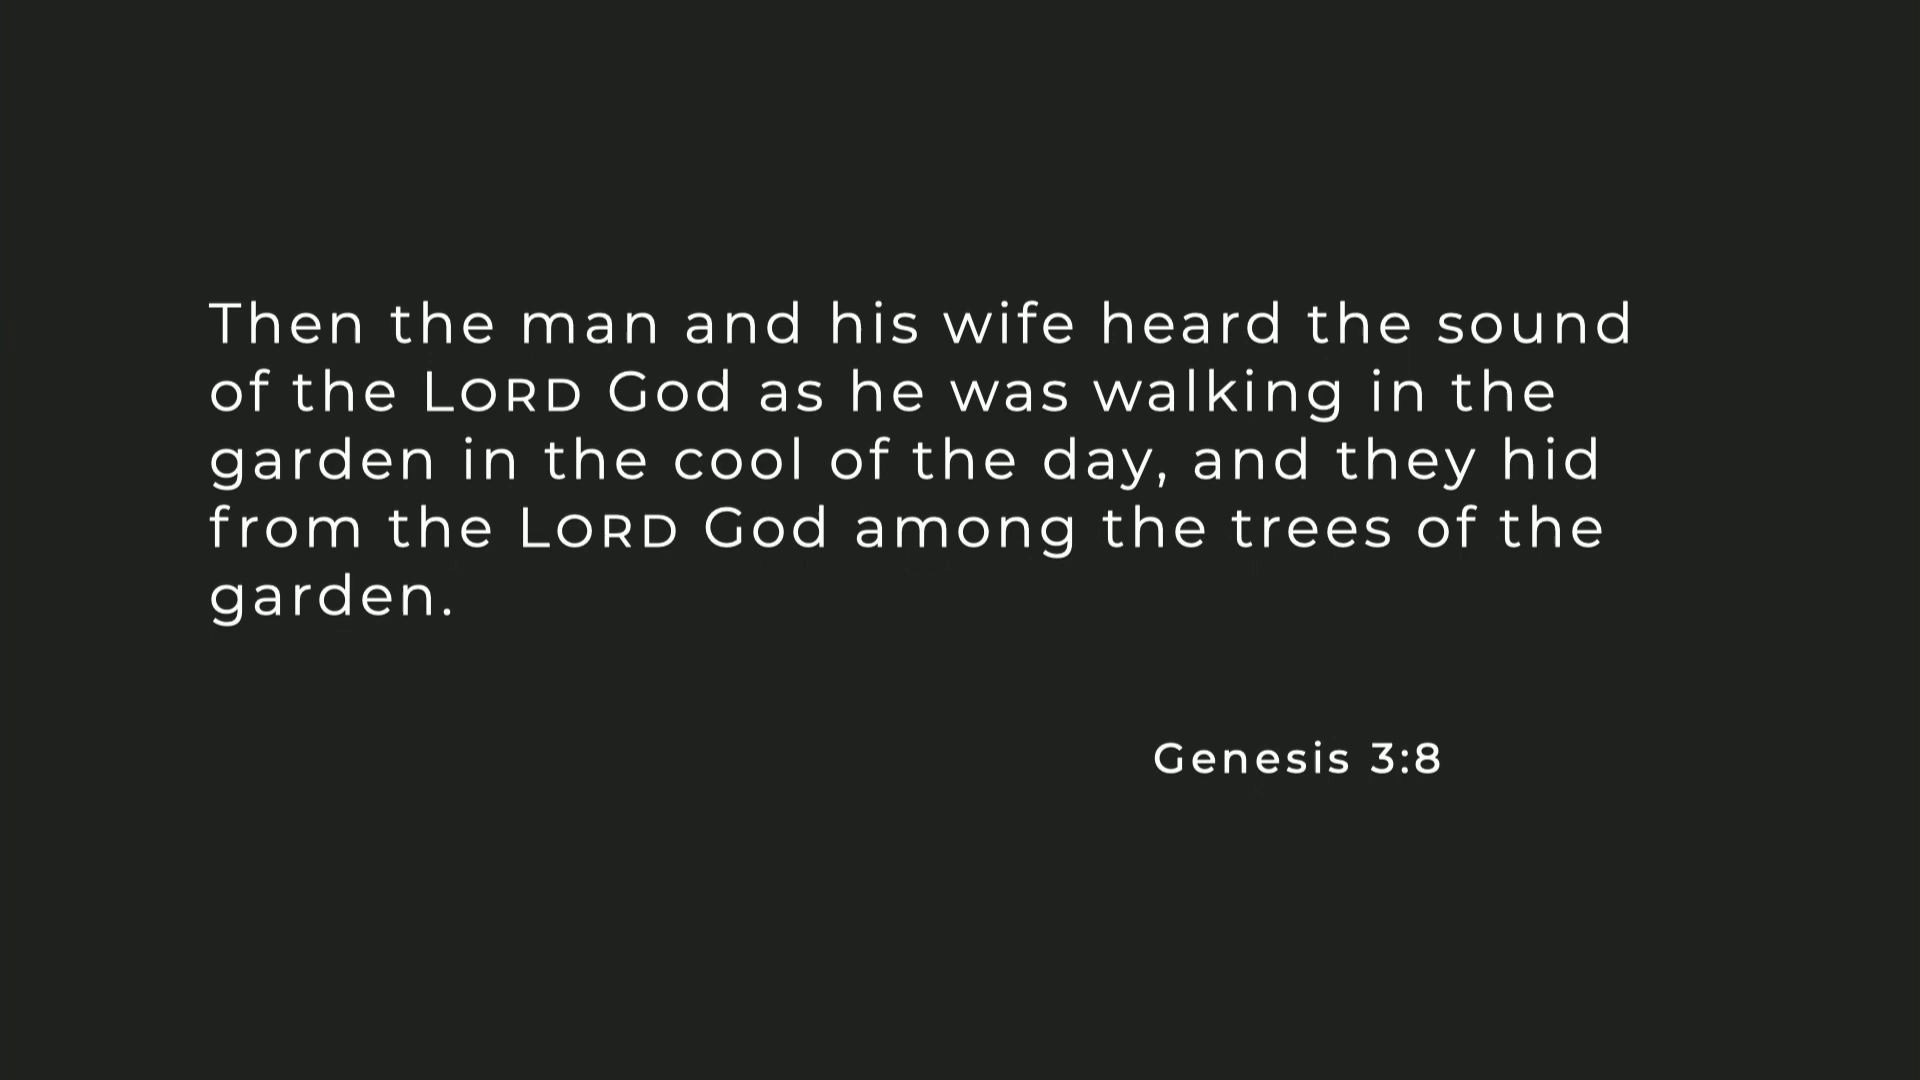 Then the man and his wife heard the sound
of the LORD God as he was walking in the
garden in the cool of the day, and they hid
from the LORD God among the trees of the
garden.
Genesis 3:8